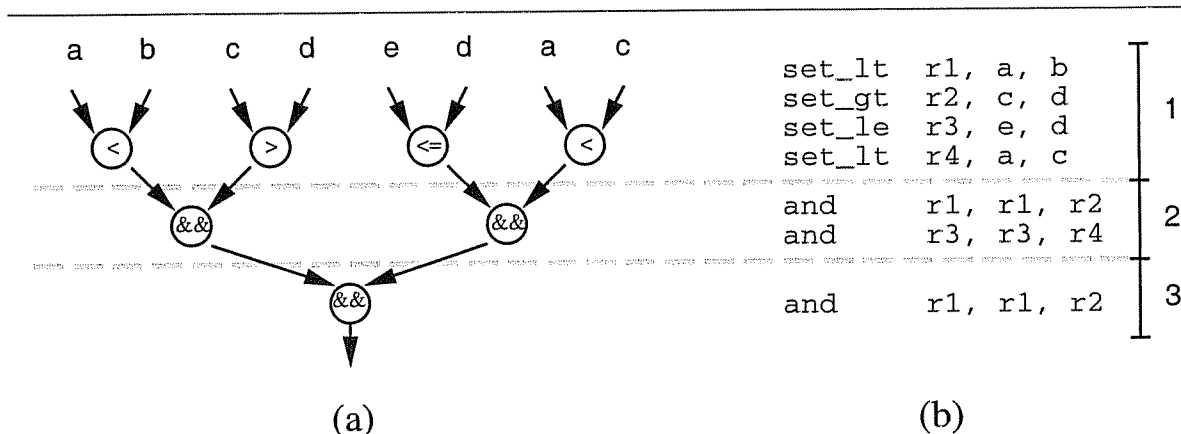 a b c d e d a c
< > <= <
&& &&
&&
(a)
set_lt r1, a, b
set_gt r2, c, d
set_le r3, e, d
set_lt r4, a, c
1
and r1, r1, r2
and r3, r3, r4
2
and r1, r1, r2
3
(b)